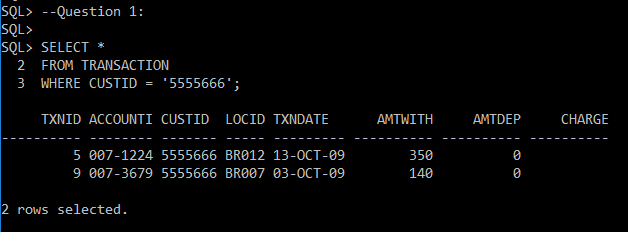 SQL> --Question 1:
SQL>
SQL> SELECT *
  2  FROM TRANSACTION
  3  WHERE CUSTID = '5555666';
     TXNID ACCOUNTI CUSTID  LOCID TXNDATE      AMTWITH     AMTDEP     CHARGE
---------- -------- ------- ----- --------- ---------- ---------- ----------
         5 007-1224 5555666 BR012 13-OCT-09        350          0
         9 007-3679 5555666 BR007 03-OCT-09        140          0
2 rows selected.